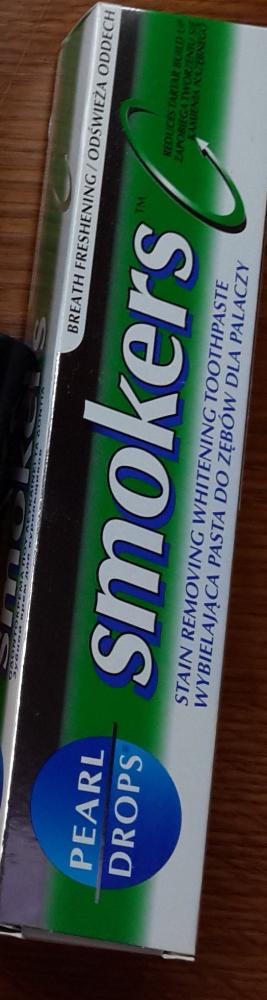 BREATH FRESHENING / ODŚWIEŻA ODDECH
REDUCES TARTAR BUILD UP
ZAPOBIEGA TWORZENIU SIĘ
KAMIENIA NAZĘBNEGO
smokers™
STAIN REMOVING WHITENING TOOTHPASTE
WYBIELAJĄCA PASTA DO ZĘBÓW DLA PALACZY
PEARL
DROPS®
smokers